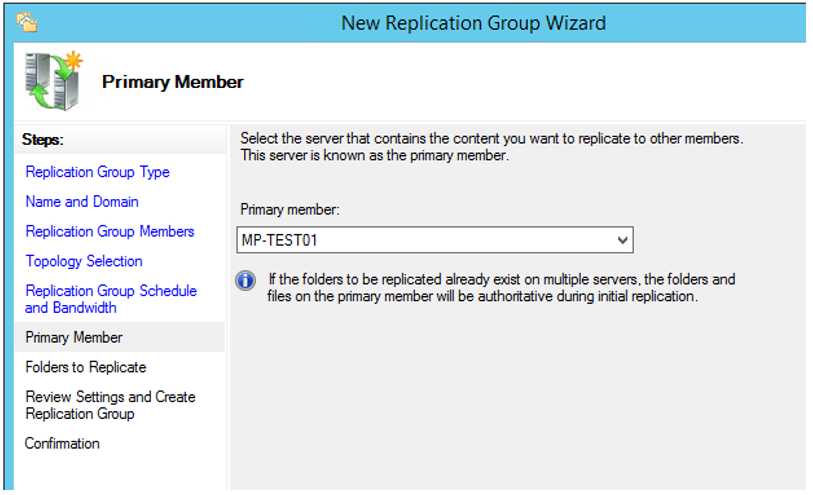 New Replication Group Wizard
Primary Member
Steps:
Replication Group Type
Name and Domain
Replication Group Members
Topology Selection
Replication Group Schedule
and Bandwidth
Primary Member
Folders to Replicate
Review Settings and Create
Replication Group
Confirmation
Select the server that contains the content you want to replicate to other members.
This server is known as the primary member.
Primary member:
MP-TEST01
If the folders to be replicated already exist on multiple servers, the folders and
files on the primary member will be authoritative during initial replication.